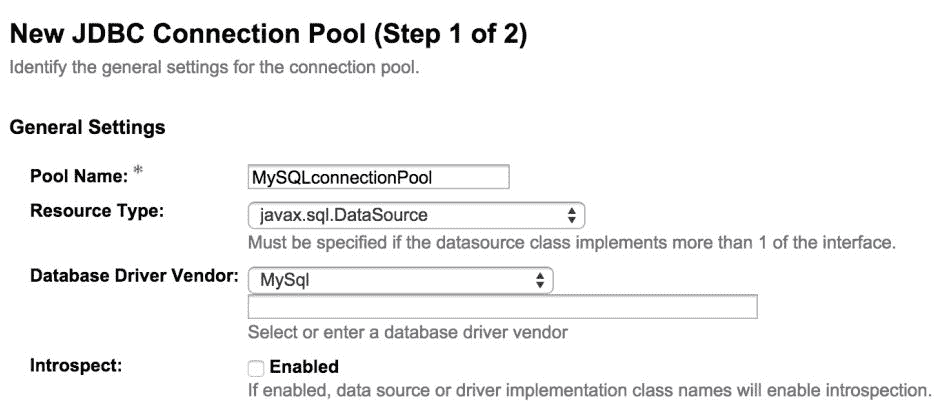 New JDBC Connection Pool (Step 1 of 2)
Identify the general settings for the connection pool.
General Settings
Pool Name: *
MySQLconnectionPool
Resource Type:
javax.sql.DataSource
Must be specified if the datasource class implements more than 1 of the interface.
Database Driver Vendor:
MySql
Select or enter a database driver vendor
Introspect:
Enabled
If enabled, data source or driver implementation class names will enable introspection.